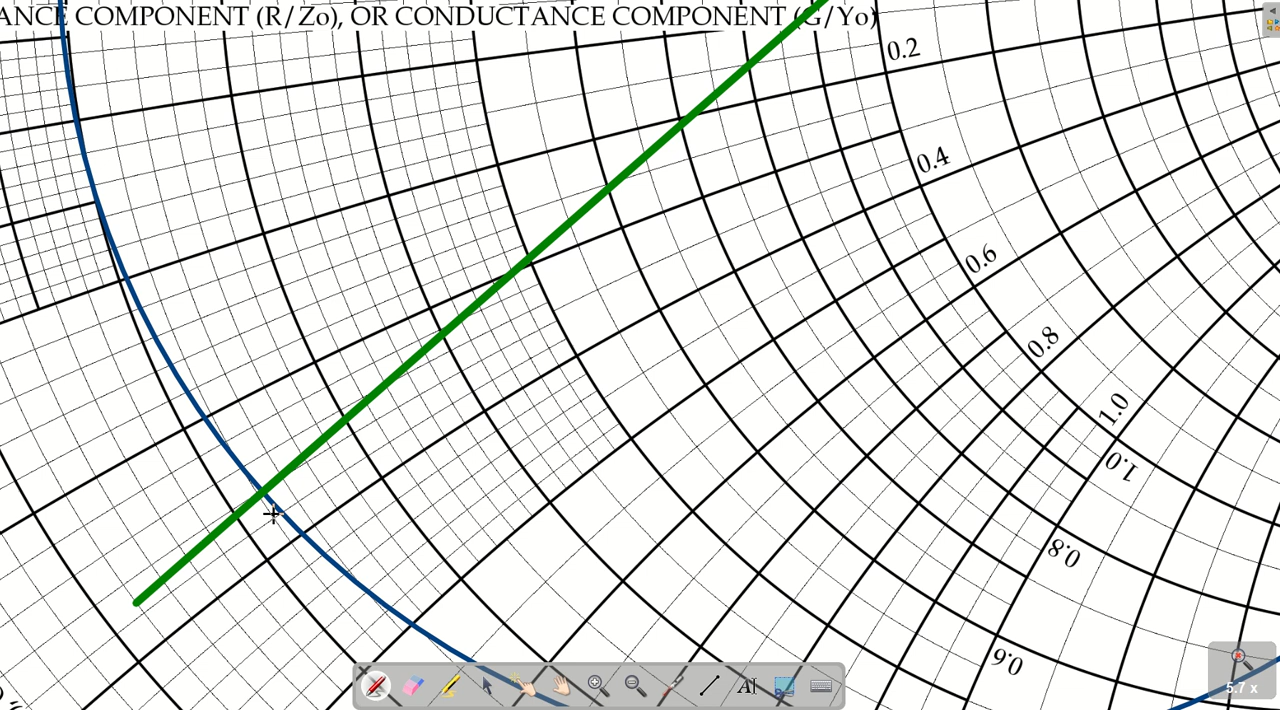 ANCE COMPONENT (R/Zo), OR CONDUCTANCE COMPONENT (G/Yo)
0.2
0.4
0.6
0.8
1.0
1.0
0.8
0.6
AI
5.7 x